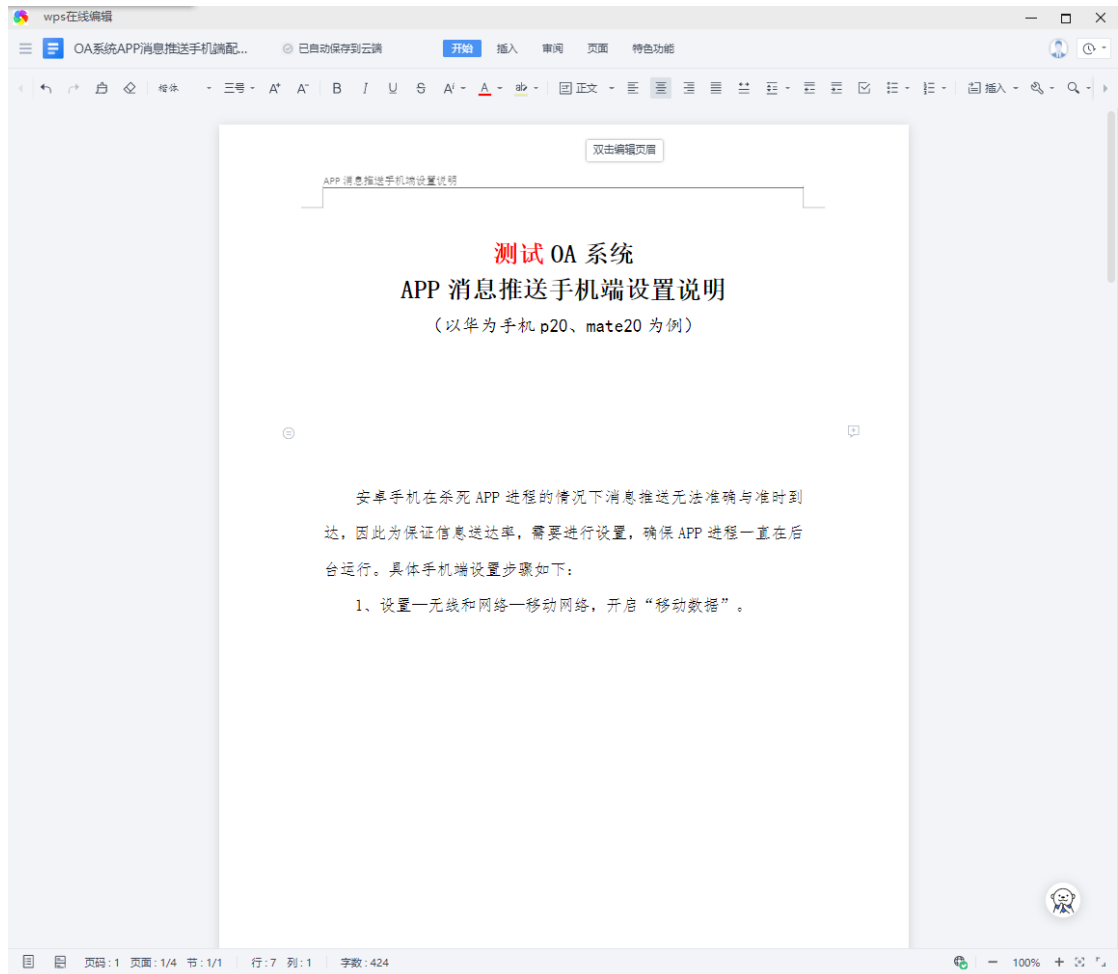 wps在线编辑
OA系统APP消息推送手机端配... 已自动保存到云端 开始 插入 审阅 页面 特色功能
楷体 三号 A+ A- B I U S A A ab 正文 插入
双击编辑页眉
APP 消息推送手机端设置说明
测试 OA 系统
APP 消息推送手机端设置说明
（以华为手机 p20、mate20 为例）
安卓手机在杀死 APP 进程的情况下消息推送无法准确与准时到
达，因此为保证信息送达率，需要进行设置，确保 APP 进程一直在后
台运行。具体手机端设置步骤如下：
1、设置—无线和网络—移动网络，开启“移动数据”。
页码: 1 页面: 1/4 节: 1/1 行: 7 列: 1 字数: 424 100%